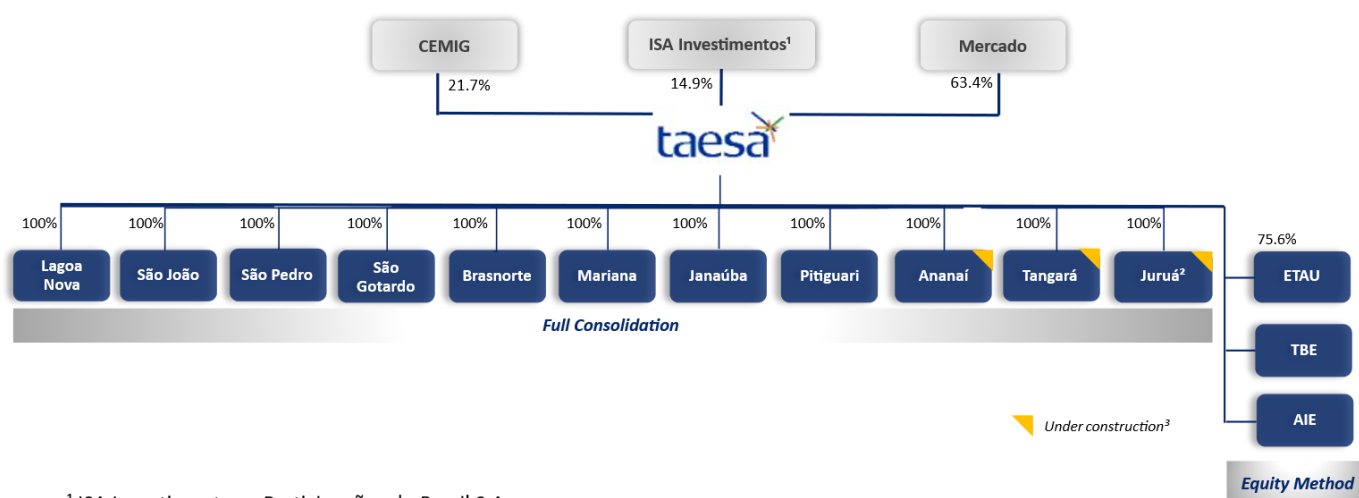 CEMIG
ISA Investimentos¹
Mercado
21.7%
14.9%
63.4%
taesa
100%
100%
100%
100%
100%
100%
100%
100%
100%
100%
100%
75.6%
Lagoa
Nova
São João
São Pedro
São
Gotardo
Brasnorte
Mariana
Janaúba
Pitiguari
Ananaí
Tangará
Juruá²
ETAU
Full Consolidation
TBE
AIE
Under construction³
Equity Method